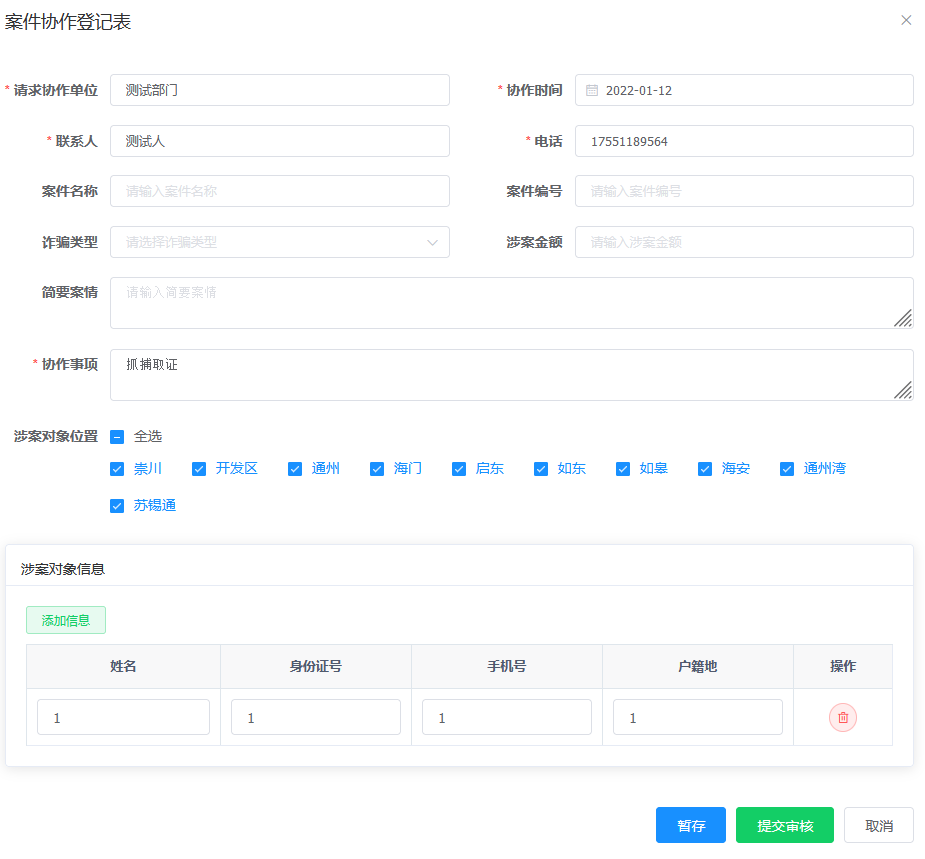 案件协作登记表
* 请求协作单位 测试部门 * 协作时间 2022-01-12
* 联系人 测试人 * 电话 17551189564
案件名称 请输入案件名称 案件编号 请输入案件编号
诈骗类型 请选择诈骗类型 涉案金额 请输入涉案金额
简要案情 请输入简要案情
* 协作事项 抓捕取证
涉案对象位置 全选
崇川 开发区 通州 海门 启东 如东 如皋 海安 通州湾
苏锡通
涉案对象信息
添加信息
姓名 身份证号 手机号 户籍地 操作
1 1 1 1
暂存 提交审核 取消